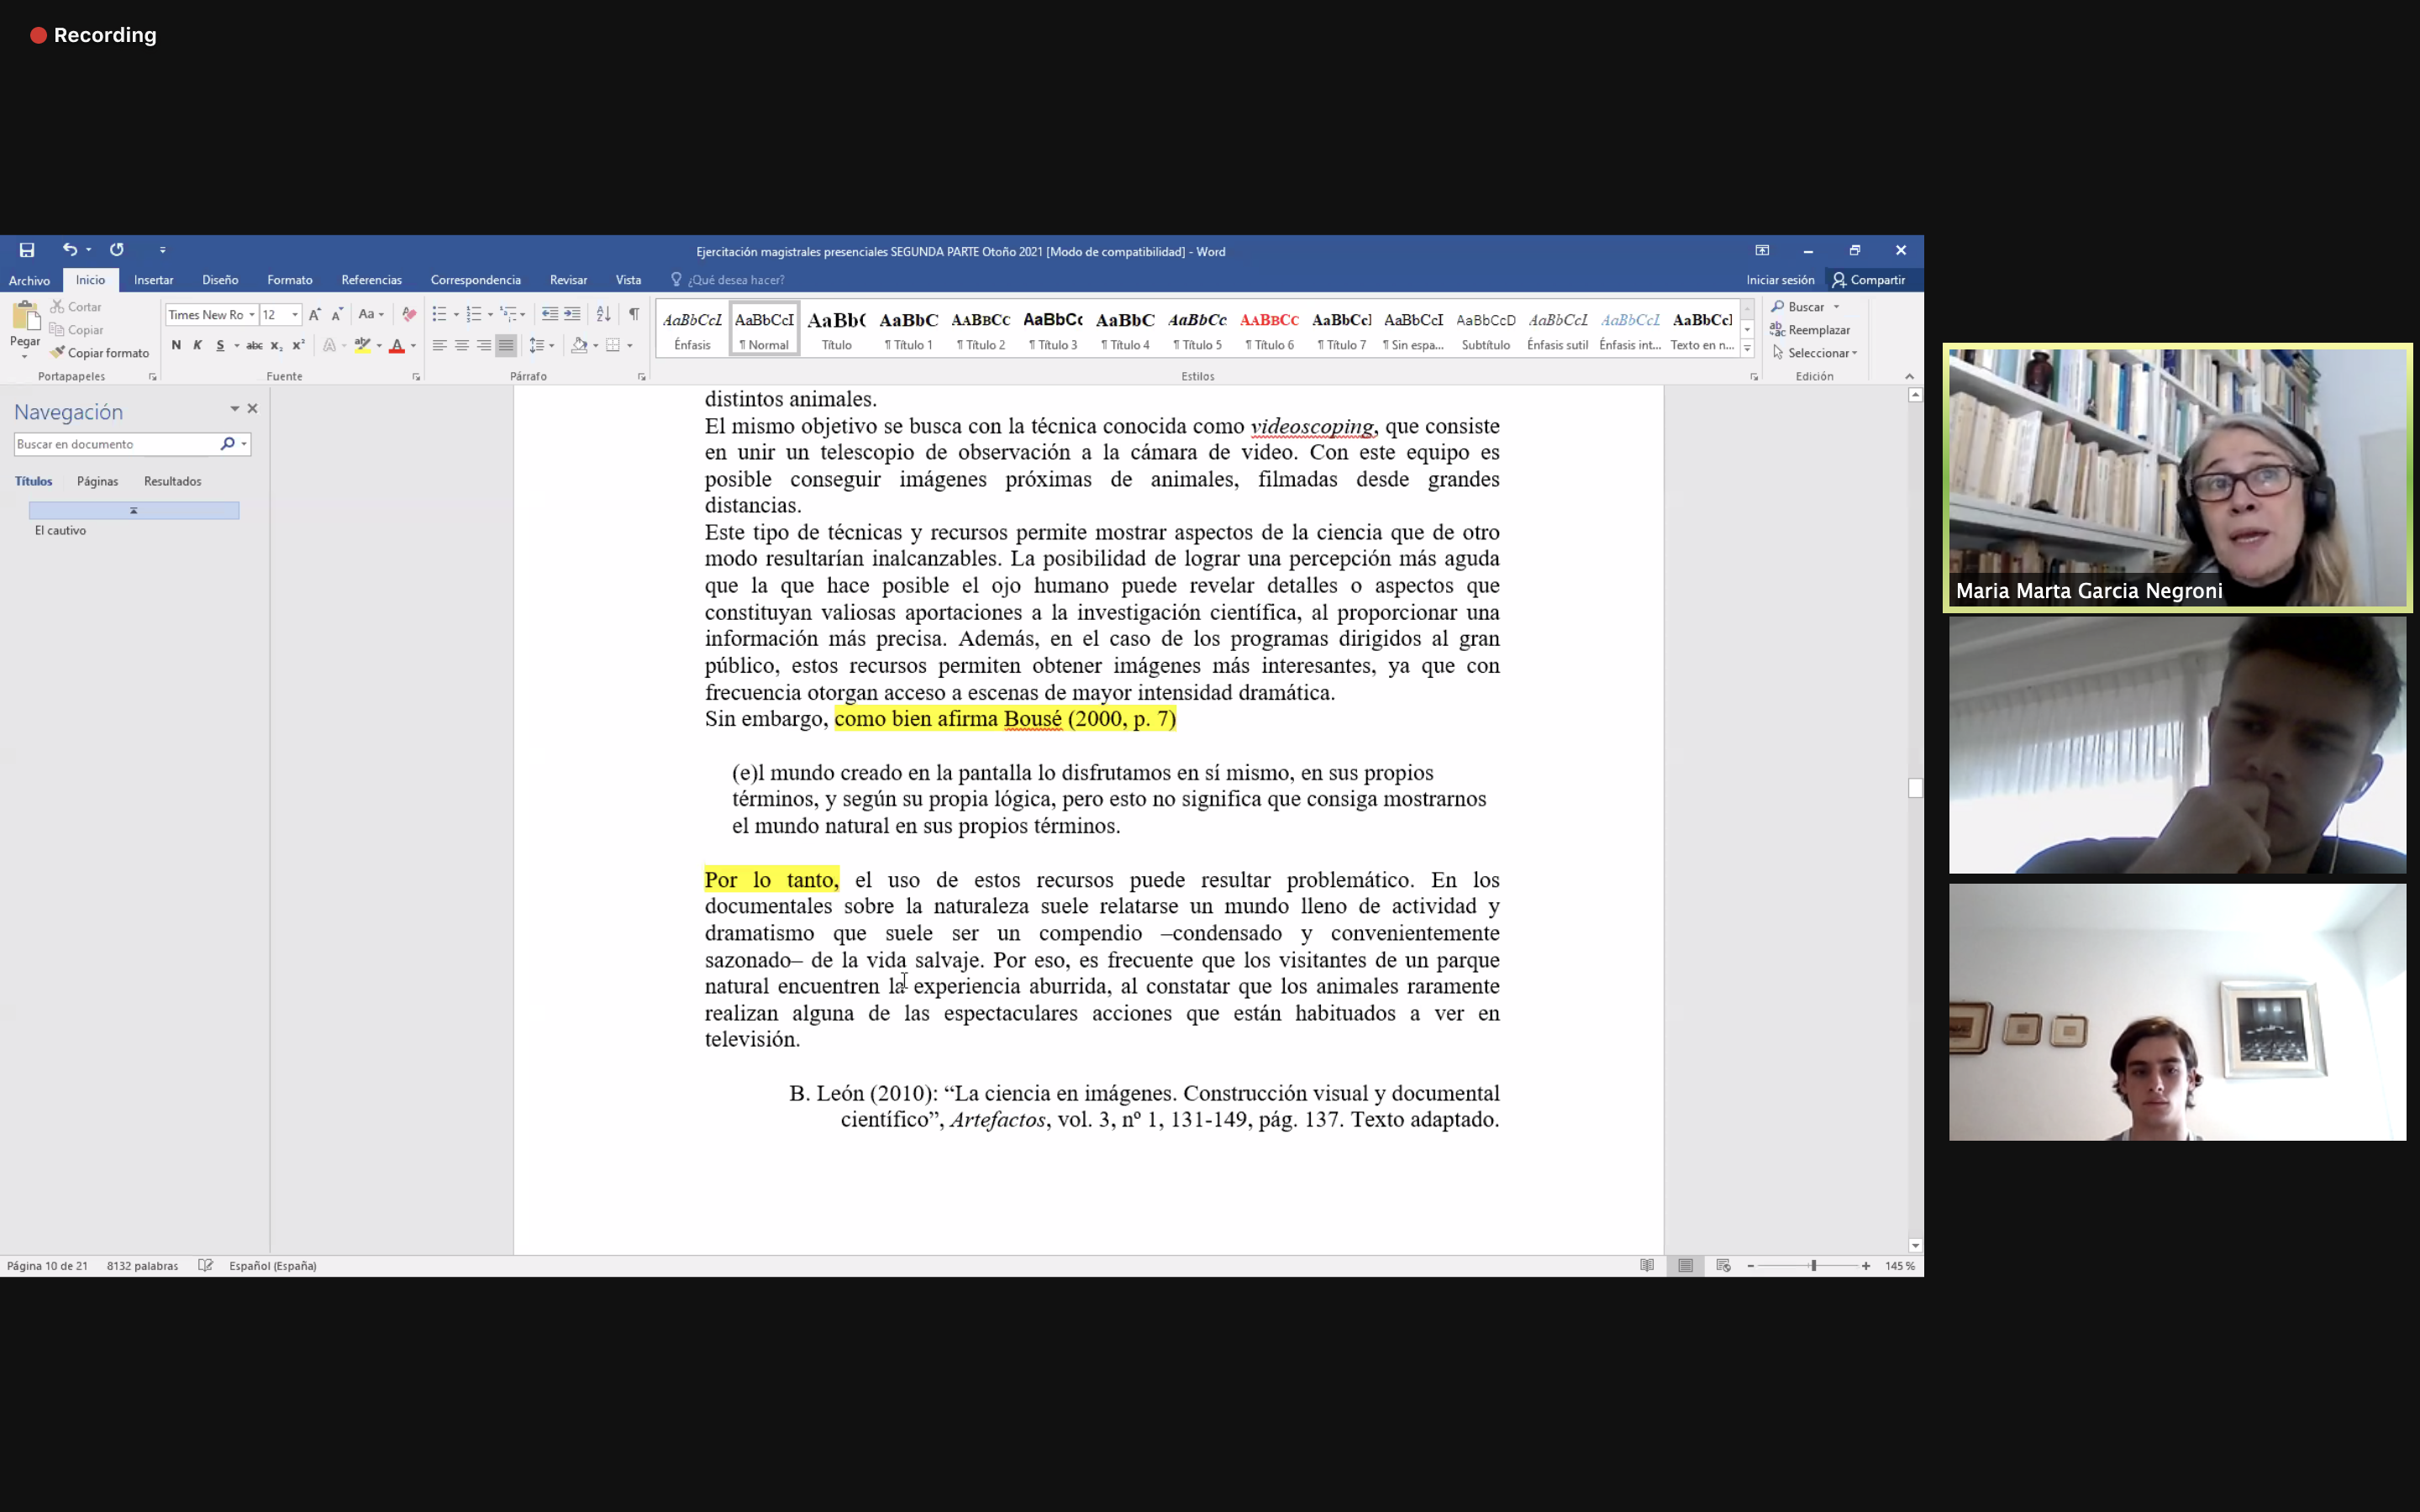 Recording
Ejercitación magistrales presenciales SEGUNDA PARTE Otoño 2021 [Modo de compatibilidad] - Word
Archivo Inicio Insertar Diseño Formato Referencias Correspondencia Revisar Vista ¿Qué desea hacer? Iniciar sesión Compartir
Pegar
Cortar
Copiar
Copiar formato
Portapapeles
Times New Ro 12
Aa
N K S abc x₂ x² A aby A
Fuente
Párrafo
AaBbCcI AaBbCcI AaBb( AaBbC AABBCC AaBbCc AaBbC AaBbCc AABBCC AaBbCcI AaBbCcI AaBbCcD AaBbCcI AaBbCcI AaBbCcI
Énfasis ¶ Normal Título ¶ Título 1 ¶ Título 2 ¶ Título 3 ¶ Título 4 ¶ Título 5 ¶ Título 6 ¶ Título 7 ¶ Sin espa... Subtítulo Énfasis sutil Énfasis int... Texto en n...
Estilos
Buscar
Reemplazar
Seleccionar
Edición
Navegación
Buscar en documento
Títulos Páginas Resultados
El cautivo
distintos animales.
El mismo objetivo se busca con la técnica conocida como videoscoping, que consiste
en unir un telescopio de observación a la cámara de video. Con este equipo es
posible conseguir imágenes próximas de animales, filmadas desde grandes
distancias.
Este tipo de técnicas y recursos permite mostrar aspectos de la ciencia que de otro
modo resultarían inalcanzables. La posibilidad de lograr una percepción más aguda
que la que hace posible el ojo humano puede revelar detalles o aspectos que
constituyan valiosas aportaciones a la investigación científica, al proporcionar una
información más precisa. Además, en el caso de los programas dirigidos al gran
público, estos recursos permiten obtener imágenes más interesantes, ya que con
frecuencia otorgan acceso a escenas de mayor intensidad dramática.
Sin embargo, como bien afirma Bousé (2000, p. 7)
(e)l mundo creado en la pantalla lo disfrutamos en sí mismo, en sus propios
términos, y según su propia lógica, pero esto no significa que consiga mostrarnos
el mundo natural en sus propios términos.
Por lo tanto, el uso de estos recursos puede resultar problemático. En los
documentales sobre la naturaleza suele relatarse un mundo lleno de actividad y
dramatismo que suele ser un compendio –condensado y convenientemente
sazonado– de la vida salvaje. Por eso, es frecuente que los visitantes de un parque
natural encuentren la experiencia aburrida, al constatar que los animales raramente
realizan alguna de las espectaculares acciones que están habituados a ver en
televisión.
B. León (2010): “La ciencia en imágenes. Construcción visual y documental
científico”, Artefactos, vol. 3, nº 1, 131-149, pág. 137. Texto adaptado.
Página 10 de 21 8132 palabras Español (España) 145 %
Maria Marta Garcia Negroni